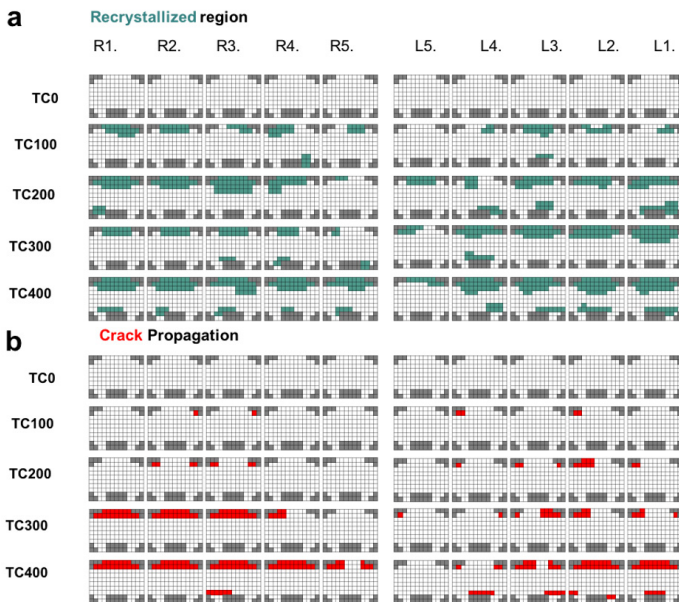 a
Recrystallized region
R1. R2. R3. R4. R5. L5. L4. L3. L2. L1.
TC0
TC100
TC200
TC300
TC400
b
Crack Propagation
TC0
TC100
TC200
TC300
TC400